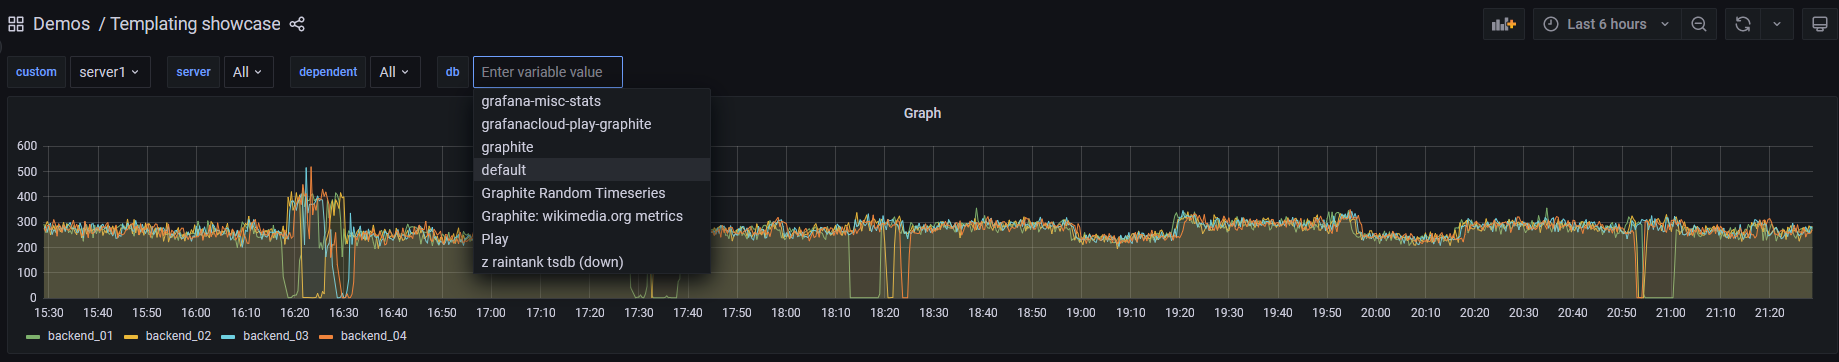 Demos / Templating showcase
Last 6 hours
custom server1 server All dependent All db Enter variable value
grafana-misc-stats
grafanacloud-play-graphite
graphite
default
Graphite Random Timeseries
Graphite: wikimedia.org metrics
Play
z raintank tsdb (down)
Graph
600
500
400
300
200
100
0
15:30 15:40 15:50 16:00 16:10 16:20 16:30 16:40 16:50 17:00 17:10 17:20 17:30 17:40 17:50 18:00 18:10 18:20 18:30 18:40 18:50 19:00 19:10 19:20 19:30 19:40 19:50 20:00 20:10 20:20 20:30 20:40 20:50 21:00 21:10 21:20
backend_01 backend_02 backend_03 backend_04